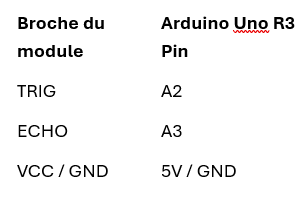 Broche du module Arduino Uno R3 Pin
TRIG A2
ECHO A3
VCC / GND 5V / GND